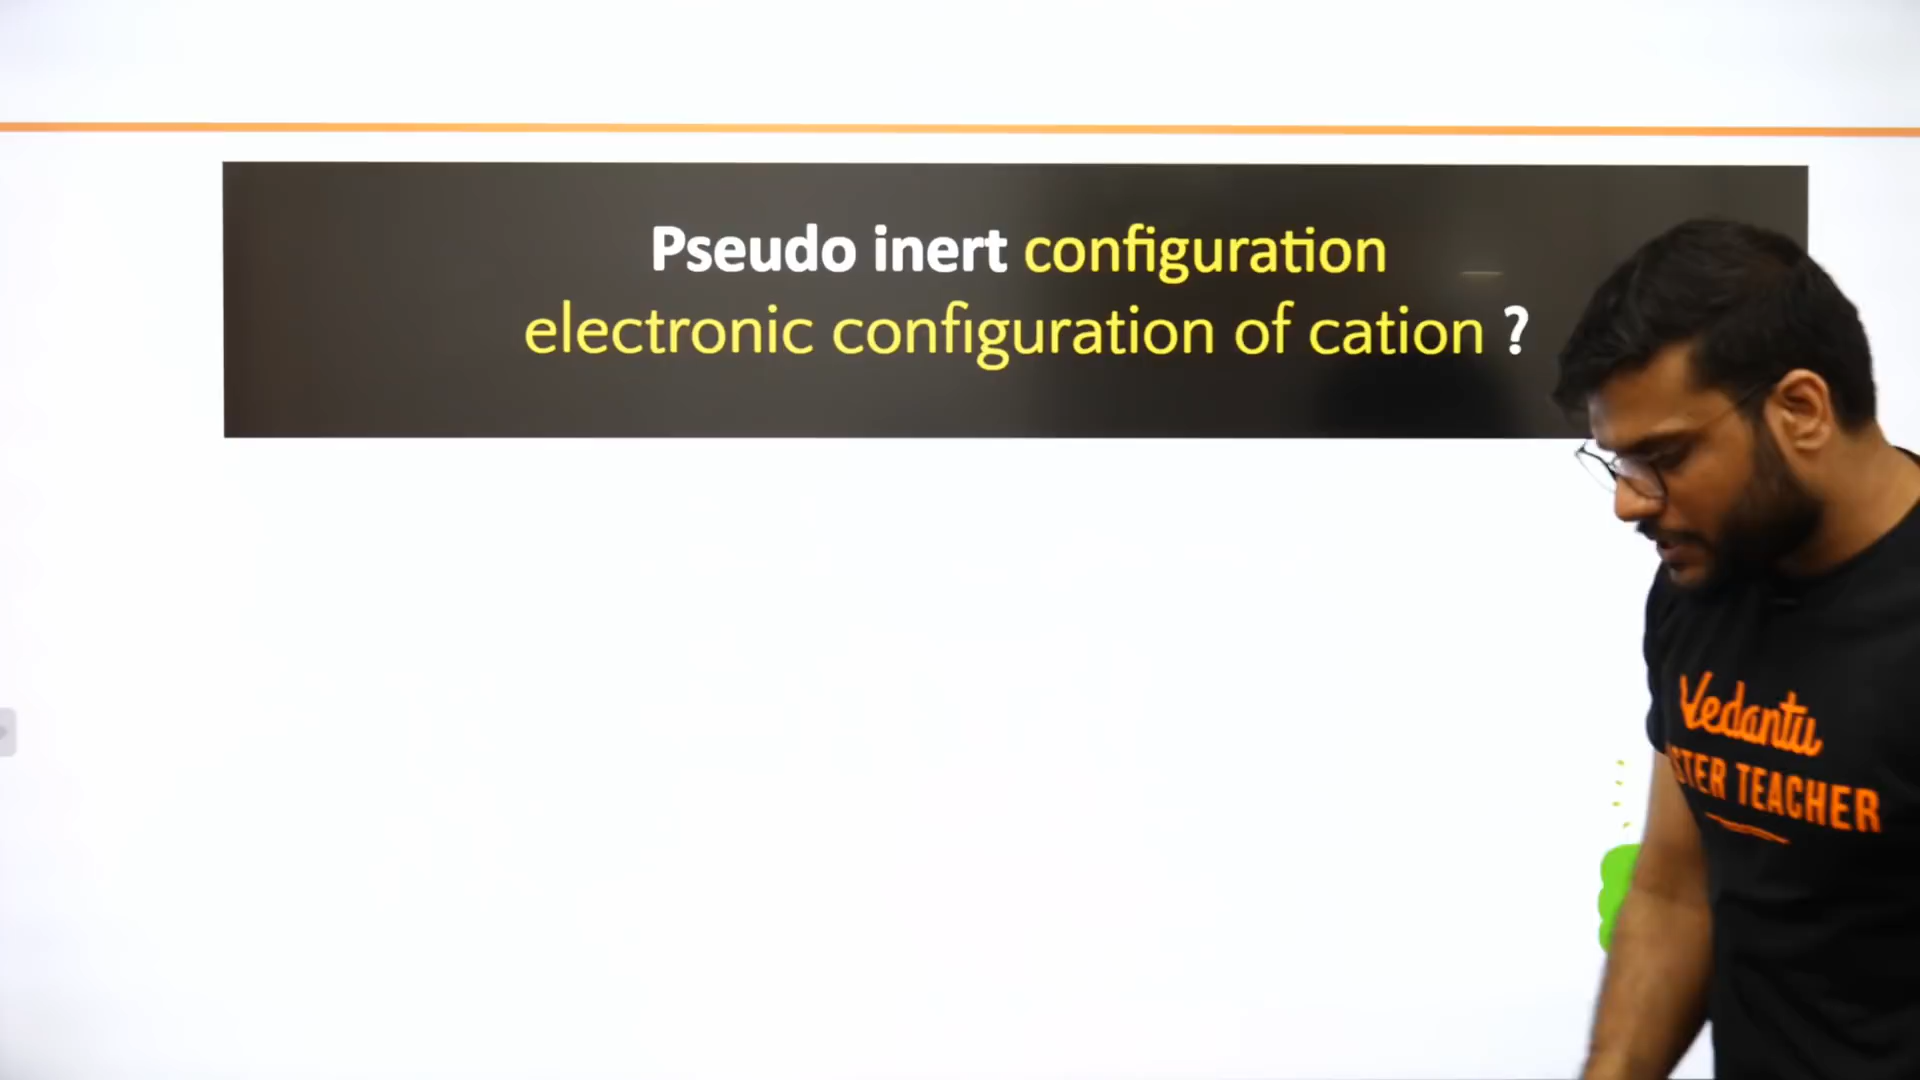 Pseudo inert configuration
electronic configuration of cation ?
Vedantu
TEACHER